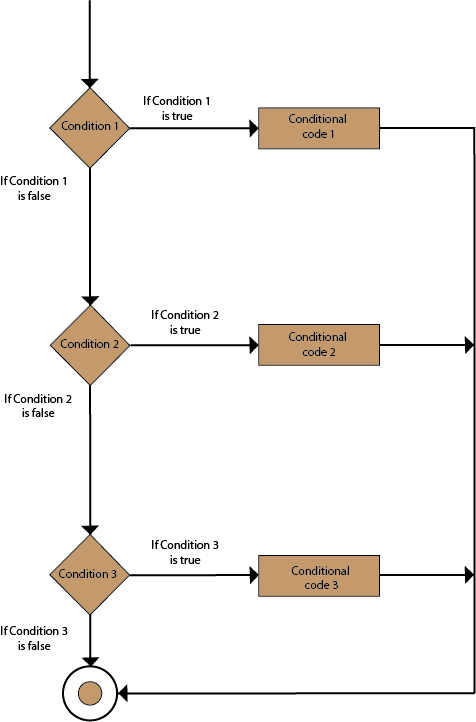 If Condition 1
is true
Condition 1
Conditional
code 1
If Condition 1
is false
If Condition 2
is true
Condition 2
Conditional
code 2
If Condition 2
is false
If Condition 3
is true
Condition 3
Conditional
code 3
If Condition 3
is false